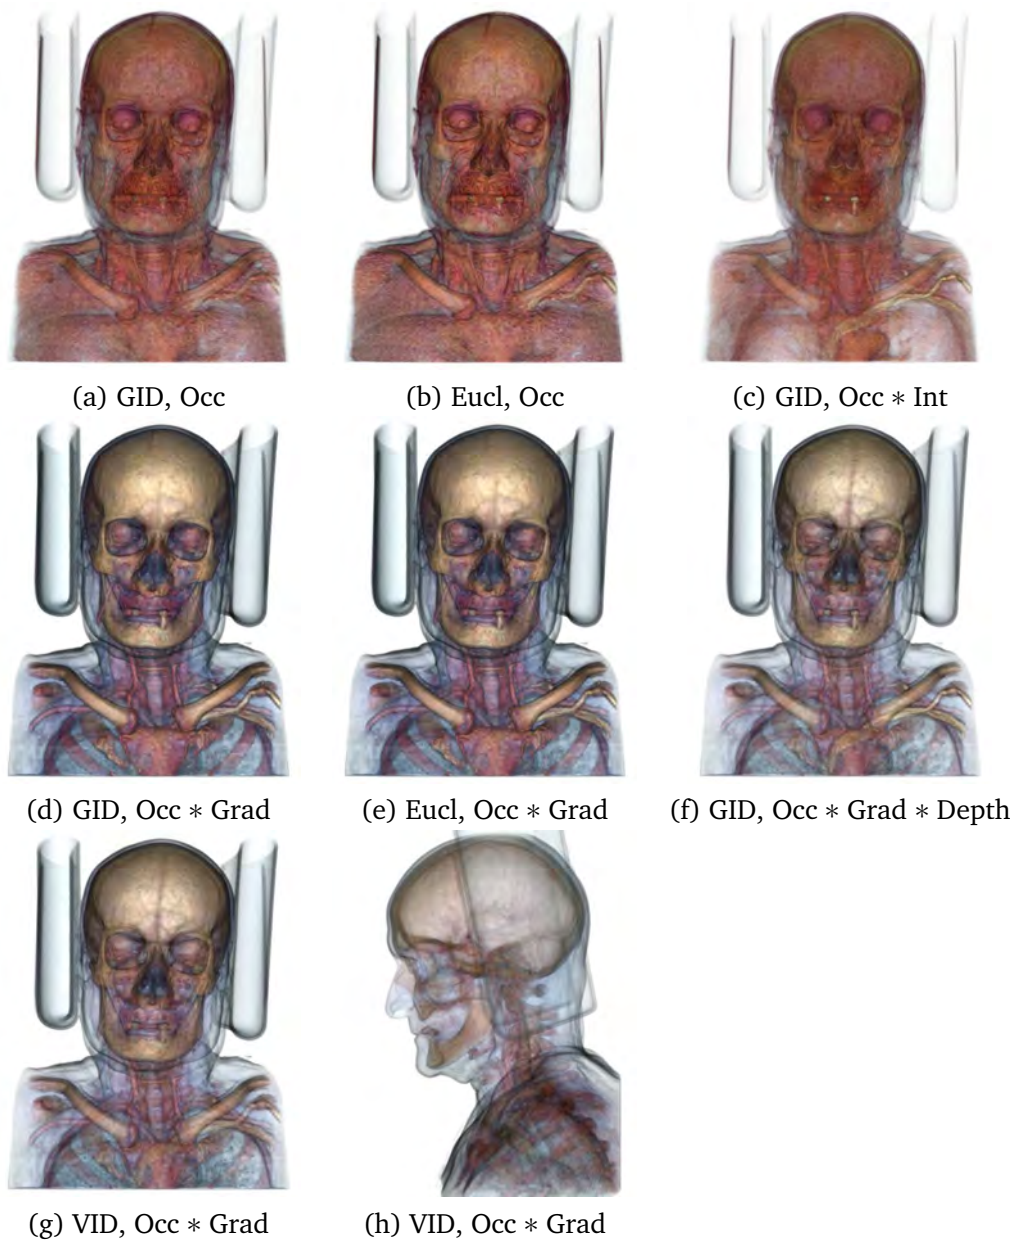 (a) GID, Occ
(b) Eucl, Occ
(c) GID, Occ ∗ Int
(d) GID, Occ ∗ Grad
(e) Eucl, Occ ∗ Grad
(f) GID, Occ ∗ Grad ∗ Depth
(g) VID, Occ ∗ Grad
(h) VID, Occ ∗ Grad